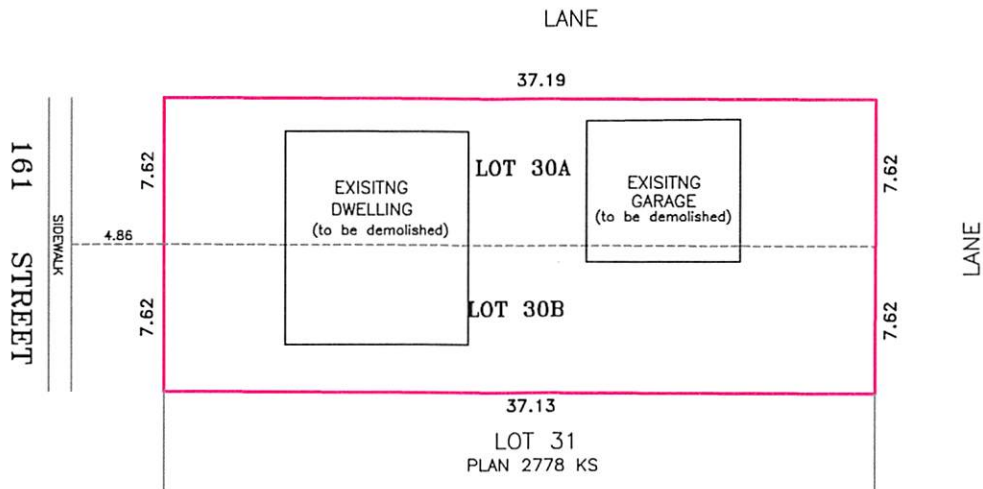 LANE
37.19
161 STREET
SIDEWALK
7.62
LOT 30A
EXISITNG
DWELLING
(to be demolished)
EXISITNG
GARAGE
(to be demolished)
7.62
4.86
LANE
7.62
LOT 30B
7.62
37.13
LOT 31
PLAN 2778 KS